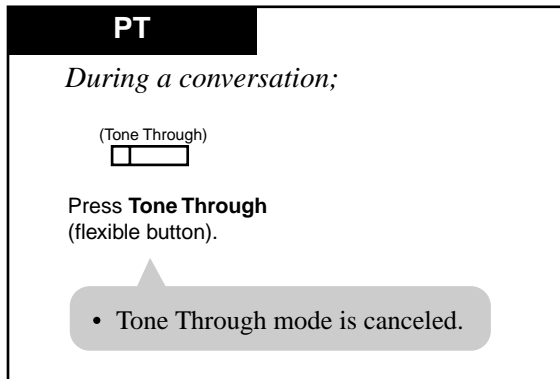 PT
During a conversation;
(Tone Through)
Press Tone Through
(flexible button).
• Tone Through mode is canceled.